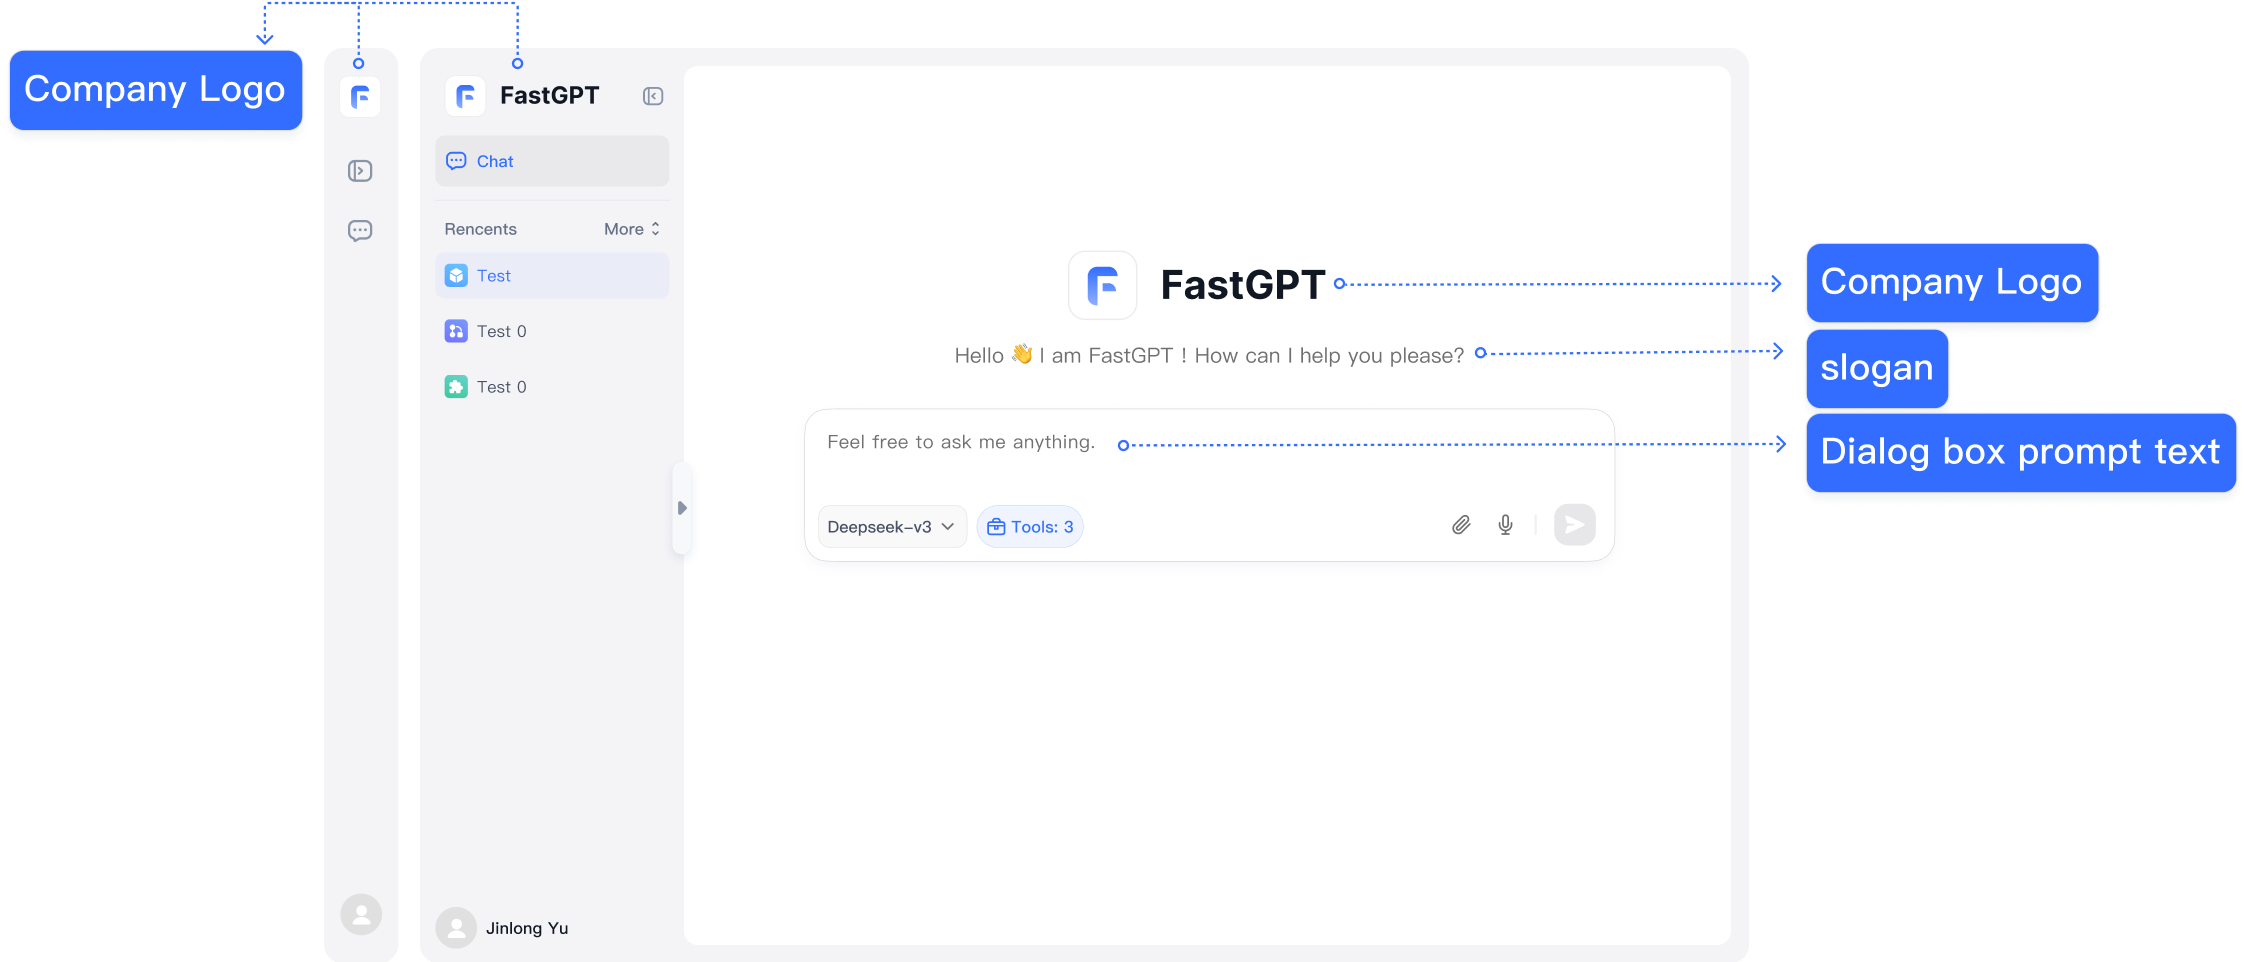 Company Logo
FastGPT
Chat
Rencents
More
Test
Test 0
Test 0
Jinlong Yu
FastGPT
Hello 👋 I am FastGPT ! How can I help you please?
Feel free to ask me anything.
Deepseek-v3
Tools: 3
Company Logo
slogan
Dialog box prompt text